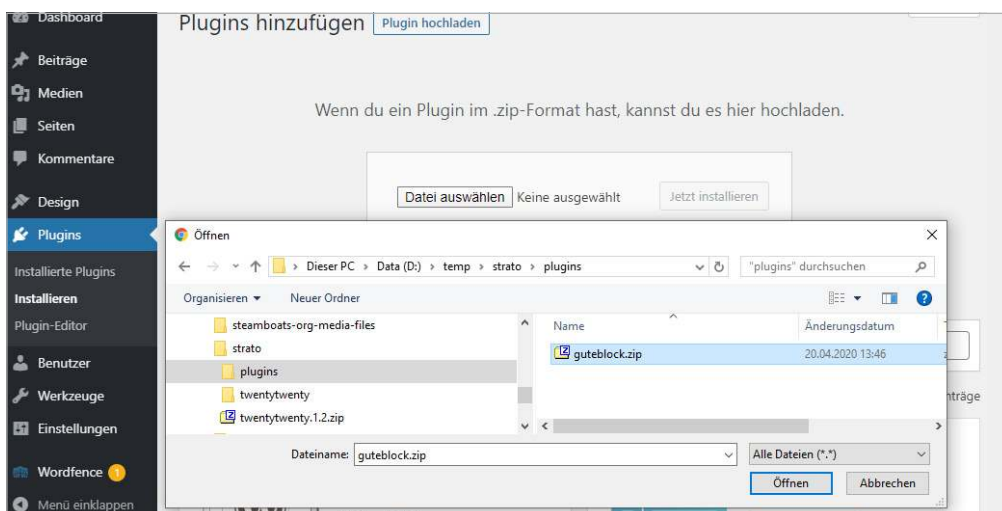 Dashboard
Beiträge
Medien
Seiten
Kommentare
Design
Plugins
Installierte Plugins
Installieren
Plugin-Editor
Benutzer
Werkzeuge
Einstellungen
Wordfence 1
Menü einklappen
Plugins hinzufügen Plugin hochladen
Wenn du ein Plugin im .zip-Format hast, kannst du es hier hochladen.
Datei auswählen Keine ausgewählt Jetzt installieren
Öffnen
Dieser PC > Data (D:) > temp > strato > plugins "plugins" durchsuchen
Organisieren Neuer Ordner
steamboats-org-media-files
strato
plugins
twentytwenty
twentytwenty.1.2.zip
Name Änderungsdatum
guteblock.zip 20.04.2020 13:46
Dateiname: guteblock.zip Alle Dateien (*.*)
Öffnen Abbrechen